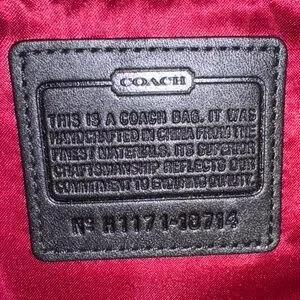 COACH
THIS IS A COACH BAG. IT WAS
HANDCRAFTED IN CHINA FROM THE
FINEST MATERIALS. ITS SUPERIOR
CRAFTSMANSHIP REFLECTS OUR
COMMITMENT TO ENDURING QUALITY.
Nº H1171-10714